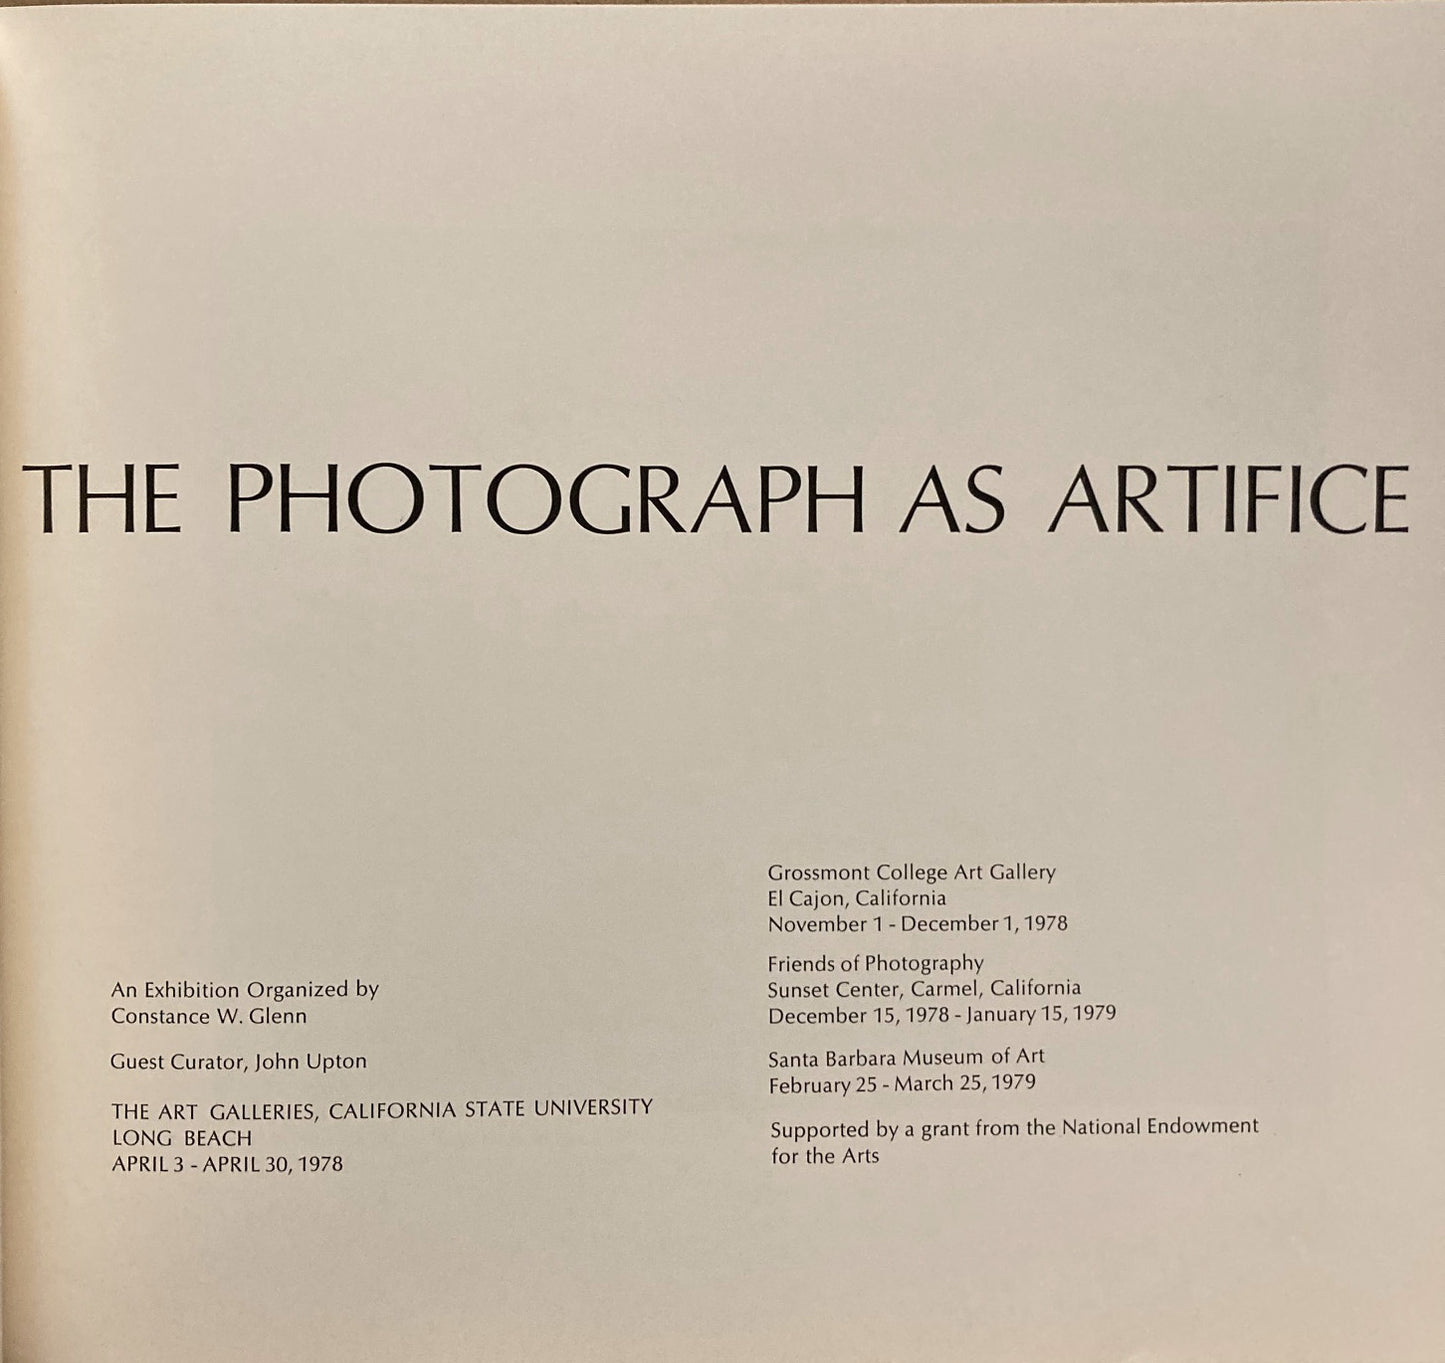 THE PHOTOGRAPH AS ARTIFICE
An Exhibition Organized by
Constance W. Glenn
Guest Curator, John Upton
THE ART GALLERIES, CALIFORNIA STATE UNIVERSITY
LONG BEACH
APRIL 3 - APRIL 30, 1978
Grossmont College Art Gallery
El Cajon, California
November 1 - December 1, 1978
Friends of Photography
Sunset Center, Carmel, California
December 15, 1978 - January 15, 1979
Santa Barbara Museum of Art
February 25 - March 25, 1979
Supported by a grant from the National Endowment
for the Arts